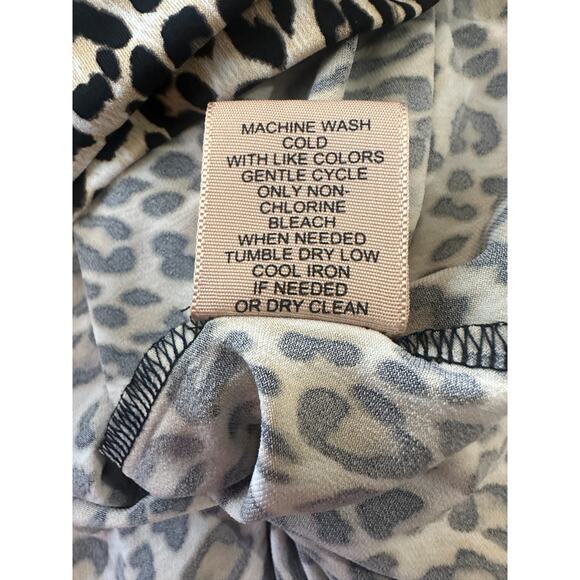 MACHINE WASH
COLD
WITH LIKE COLORS
GENTLE CYCLE
ONLY NON-
CHLORINE
BLEACH
WHEN NEEDED
TUMBLE DRY LOW
COOL IRON
IF NEEDED
OR DRY CLEAN